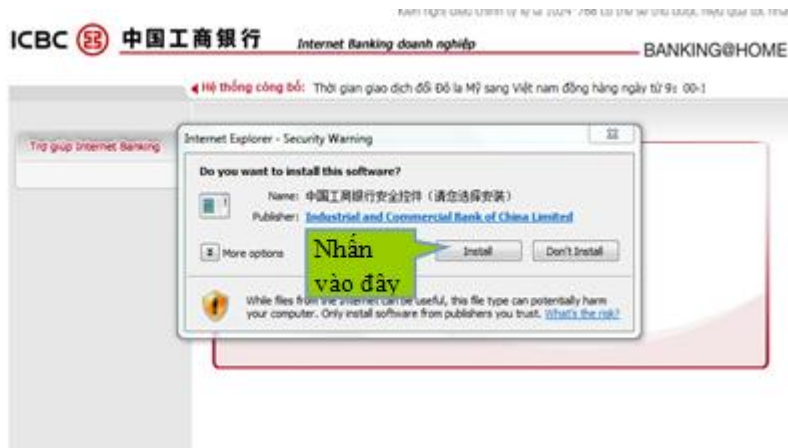 ICBC 中国工商银行 Internet Banking doanh nghiệp
BANKING@HOME
Hệ thống công bố: Thời gian giao dịch đổi Đô la Mỹ sang Việt nam đồng hàng ngày từ 9: 00-1
Trợ giúp Internet Banking
Internet Explorer - Security Warning
Do you want to install this software?
Name: 中国工商银行安全控件（请您选择安装）
Publisher: Industrial and Commercial Bank of China Limited
More options
Nhấn
vào đây
Install
Don't Install
While files from the Internet can be useful, this file type can potentially harm
your computer. Only install software from publishers you trust. What's the risk?